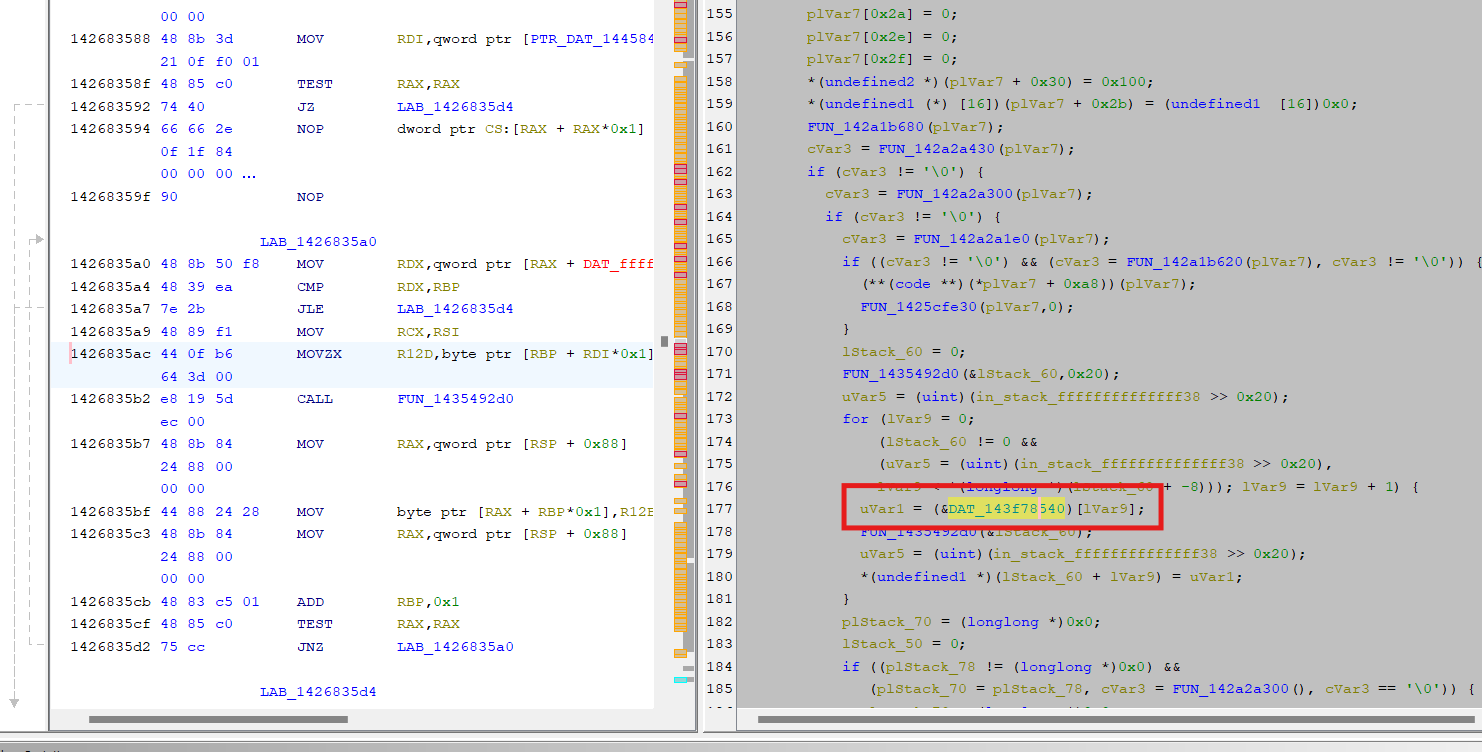 00 00
142683588 48 8b 3d MOV RDI,qword ptr [PTR_DAT_144584
21 0f f0 01
14268358f 48 85 c0 TEST RAX,RAX
142683592 74 40 JZ LAB_1426835d4
142683594 66 66 2e NOP dword ptr CS:[RAX + RAX*0x1]
0f 1f 84
00 00 00 ...
14268359f 90 NOP
LAB_1426835a0
1426835a0 48 8b 50 f8 MOV RDX,qword ptr [RAX + DAT_ffff
1426835a4 48 39 ea CMP RDX,RBP
1426835a7 7e 2b JLE LAB_1426835d4
1426835a9 48 89 f1 MOV RCX,RSI
1426835ac 44 0f b6 MOVZX R12D,byte ptr [RBP + RDI*0x1]
64 3d 00
1426835b2 e8 19 5d CALL FUN_1435492d0
ec 00
1426835b7 48 8b 84 MOV RAX,qword ptr [RSP + 0x88]
24 88 00
00 00
1426835bf 44 88 24 28 MOV byte ptr [RAX + RBP*0x1],R12B
1426835c3 48 8b 84 MOV RAX,qword ptr [RSP + 0x88]
24 88 00
00 00
1426835cb 48 83 c5 01 ADD RBP,0x1
1426835cf 48 85 c0 TEST RAX,RAX
1426835d2 75 cc JNZ LAB_1426835a0
LAB_1426835d4
155 plVar7[0x2a] = 0;
156 plVar7[0x2e] = 0;
157 plVar7[0x2f] = 0;
158 *(undefined2 *)(plVar7 + 0x30) = 0x100;
159 *(undefined1 (*) [16])(plVar7 + 0x2b) = (undefined1 [16])0x0;
160 FUN_142a1b680(plVar7);
161 cVar3 = FUN_142a2a430(plVar7);
162 if (cVar3 != '\0') {
163 cVar3 = FUN_142a2a300(plVar7);
164 if (cVar3 != '\0') {
165 cVar3 = FUN_142a2a1e0(plVar7);
166 if ((cVar3 != '\0') && (cVar3 = FUN_142a1b620(plVar7), cVar3 != '\0')) {
167 (**(code **)(*plVar7 + 0xa8))(plVar7);
168 FUN_1425cfe30(plVar7,0);
169 }
170 lStack_60 = 0;
171 FUN_1435492d0(&lStack_60,0x20);
172 uVar5 = (uint)(in_stack_ffffffffffffff38 >> 0x20);
173 for (lVar9 = 0;
174 (lStack_60 != 0 &&
175 (uVar5 = (uint)(in_stack_ffffffffffffff38 >> 0x20),
176 lVar9 < *(longlong *)(lStack_60 + -8))); lVar9 = lVar9 + 1) {
177 uVar1 = (&DAT_143f78540)[lVar9];
178 FUN_1435492d0(&lStack_60);
179 uVar5 = (uint)(in_stack_ffffffffffffff38 >> 0x20);
180 *(undefined1 *)(lStack_60 + lVar9) = uVar1;
181 }
182 plStack_70 = (longlong *)0x0;
183 lStack_50 = 0;
184 if ((plStack_78 != (longlong *)0x0) &&
185 (plStack_70 = plStack_78, cVar3 = FUN_142a2a300(), cVar3 == '\0')) {